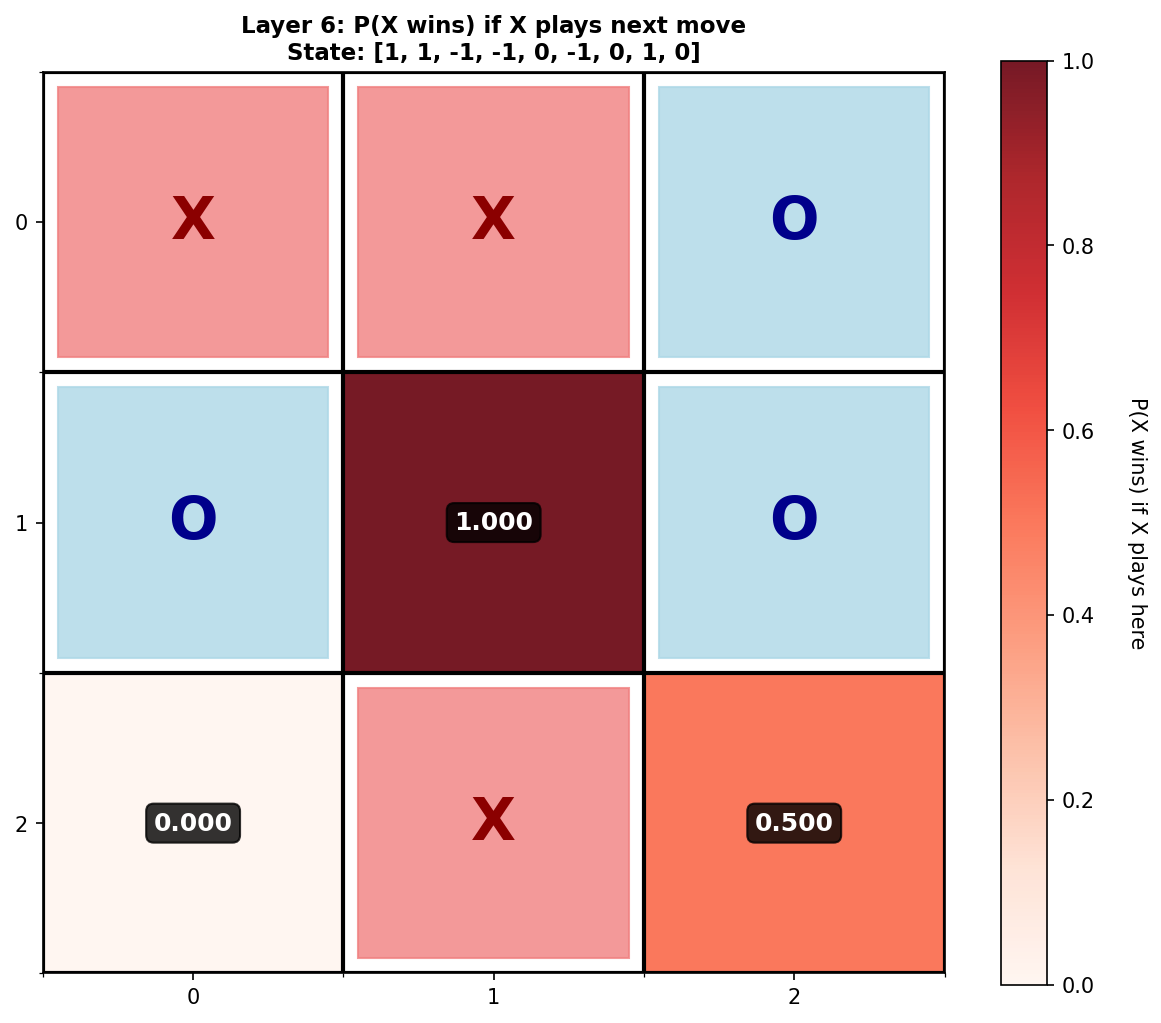 Layer 6: P(X wins) if X plays next move
State: [1, 1, -1, -1, 0, -1, 0, 1, 0]
X X O
O 1.000 O
0.000 X 0.500
0
1
2
0 1 2
1.0
0.8
0.6
0.4
0.2
0.0
P(X wins) if X plays here